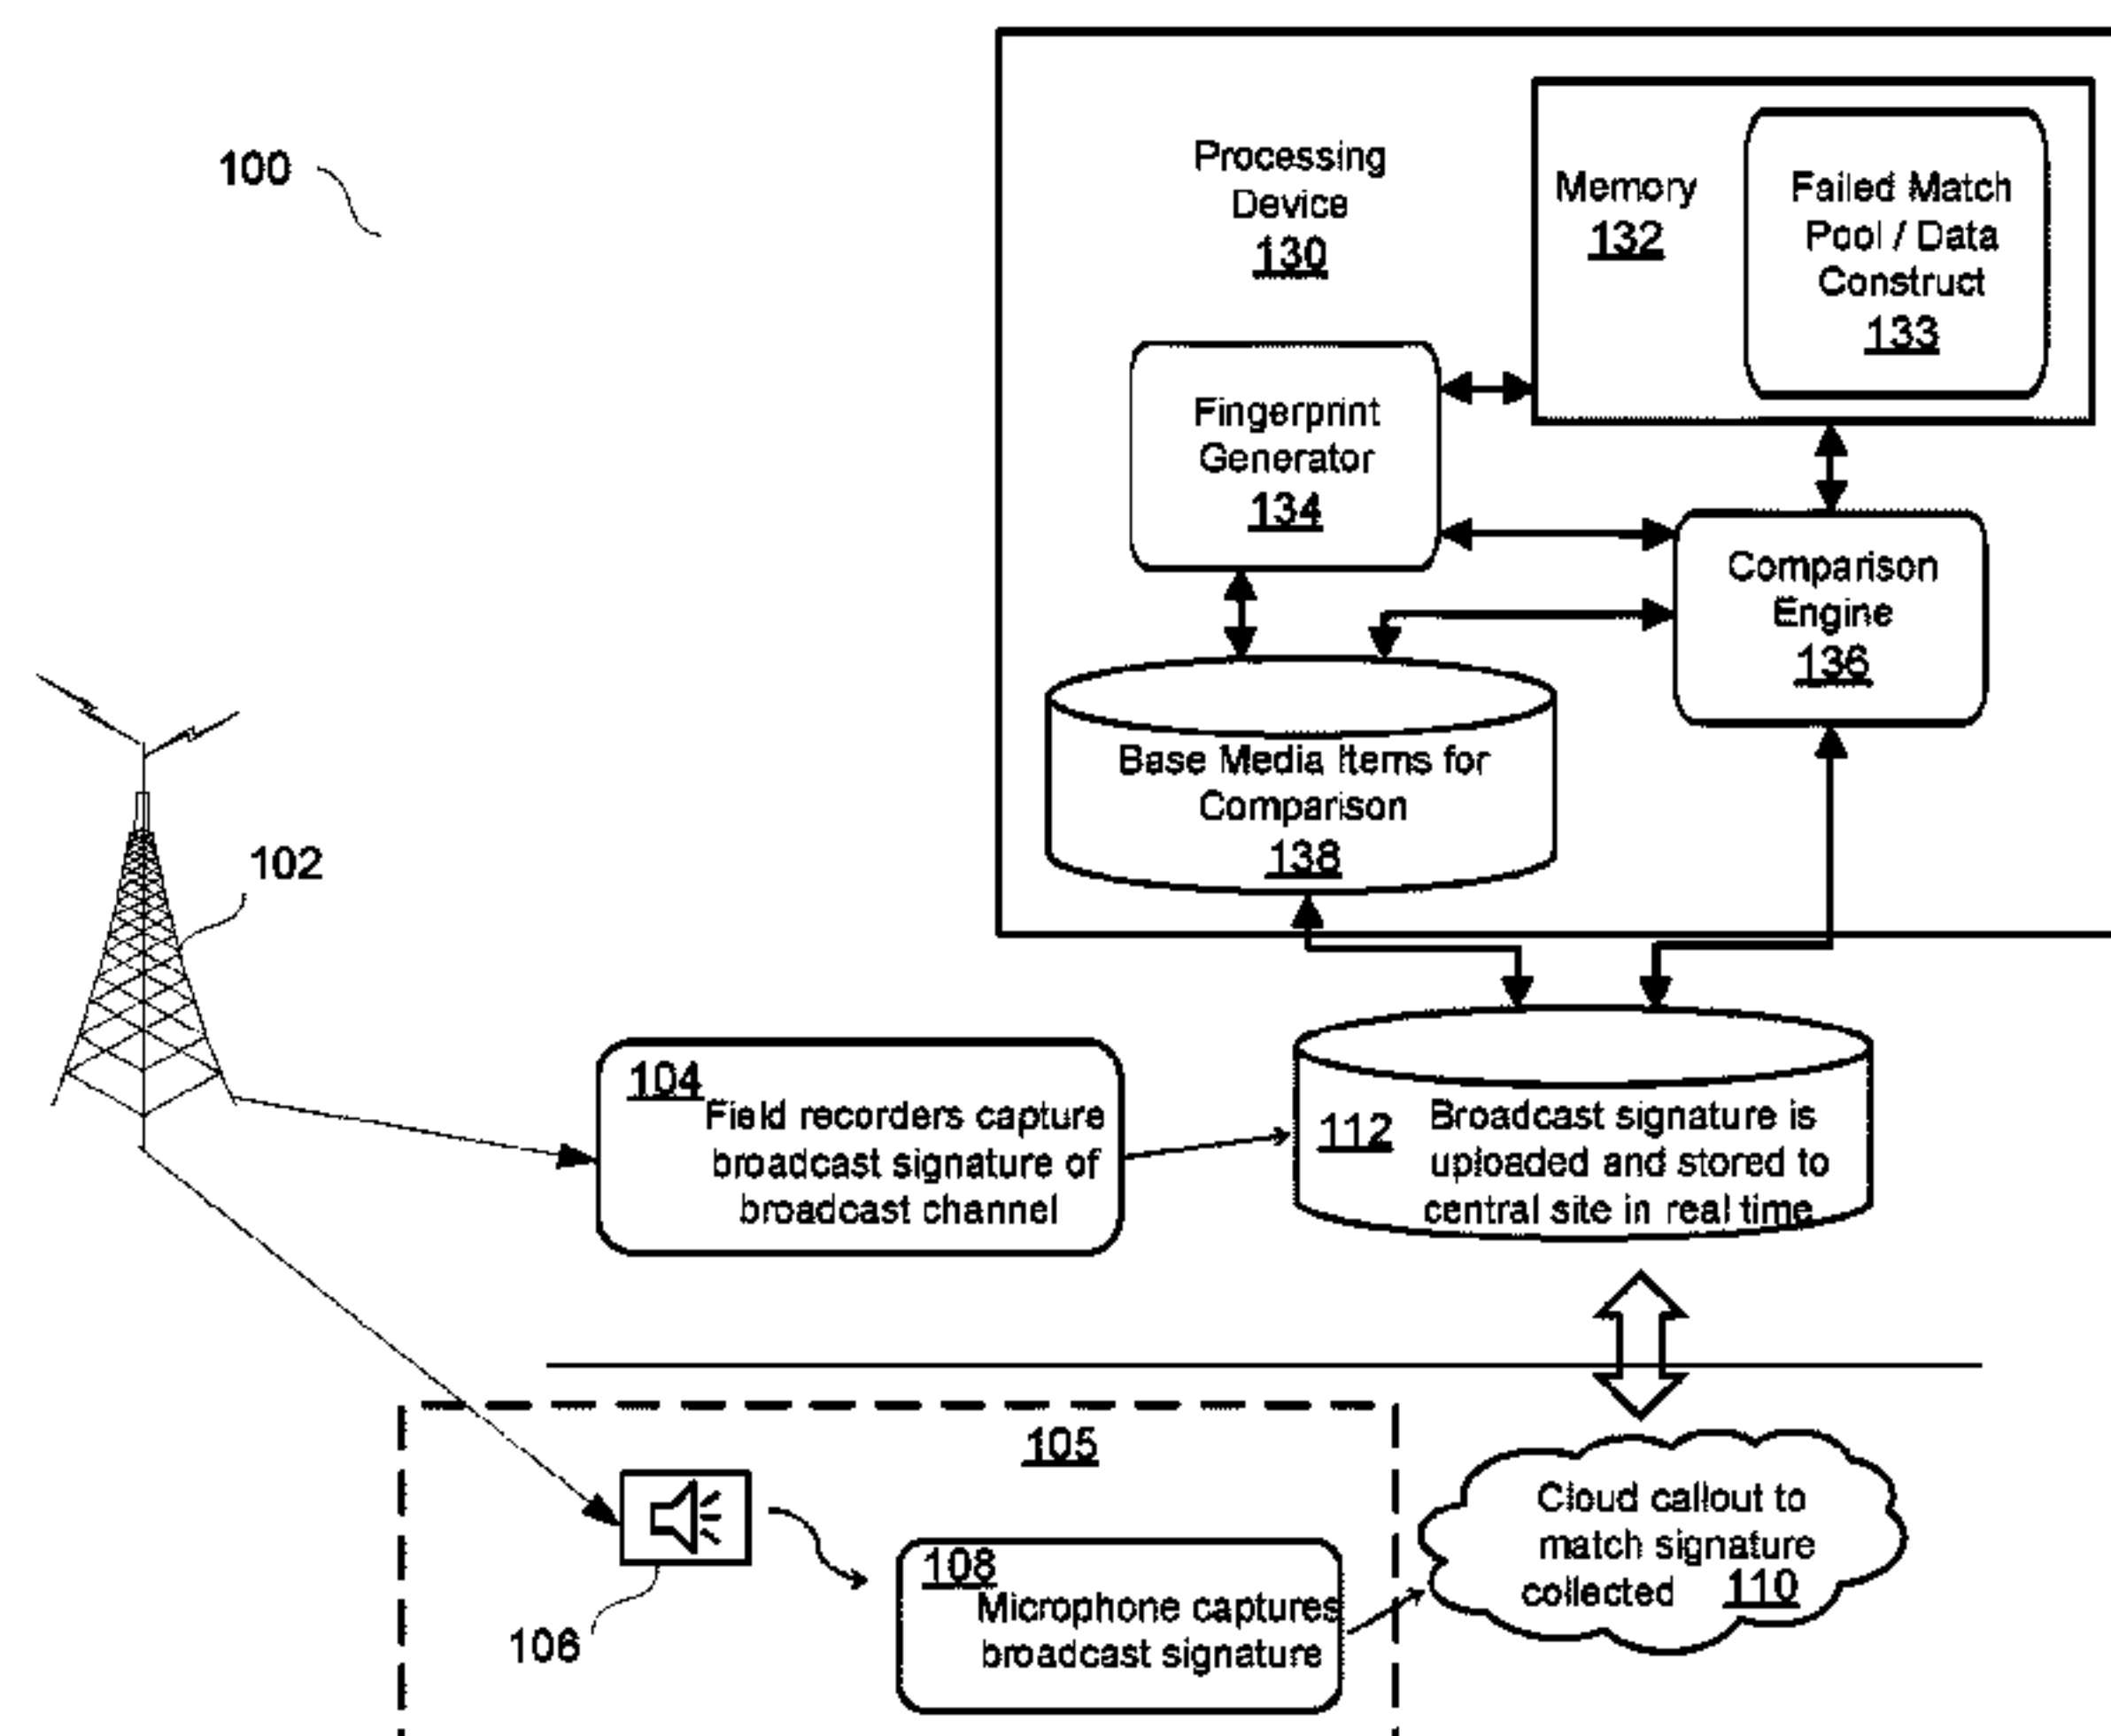 100
Processing
Device
130
Memory
132
Failed Match
Pool / Data
Construct
133
Fingerprint
Generator
134
Comparison
Engine
136
Base Media Items for
Comparison
138
102
104
Field recorders capture
broadcast signature of
broadcast channel
112
Broadcast signature is
uploaded and stored to
central site in real time
105
106
108
Microphone captures
broadcast signature
Cloud callout to
match signature
collected 110